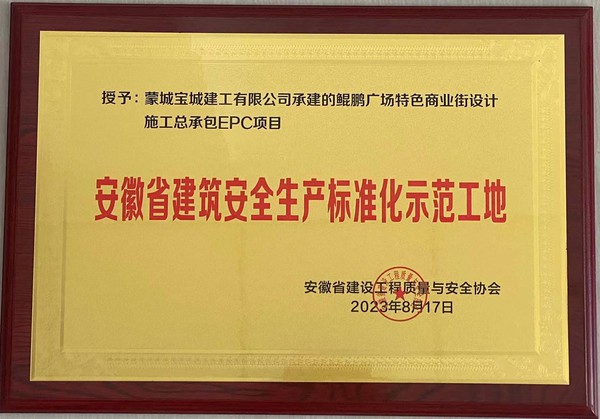 授予：蒙城宝城建工有限公司承建的鲲鹏广场特色商业街设计
施工总承包EPC项目
安徽省建筑安全生产标准化示范工地
安徽省建设工程质量与安全协会
2023年8月17日